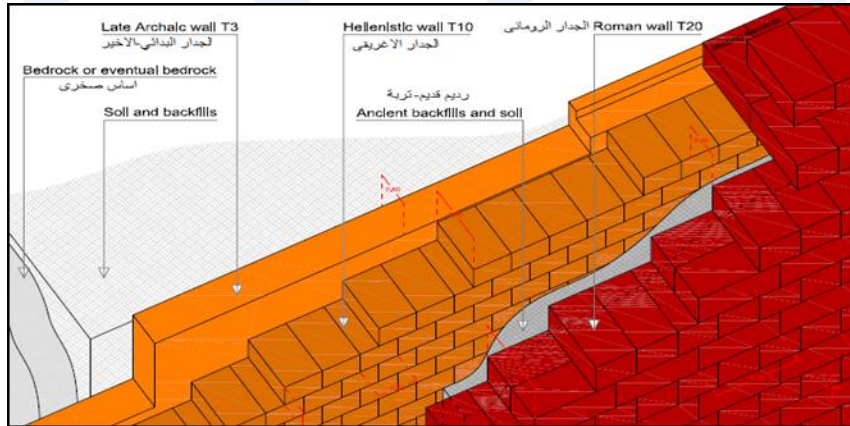 Late Archaic wall T3
الجدار البدائي-الاخير
Hellenistic wall T10
الجدار الاغريقي
الجدار الروماني Roman wall T20
Bedrock or eventual bedrock
اساس صخري
Soil and backfills
رديم قديم-تربة
Ancient backfills and soil